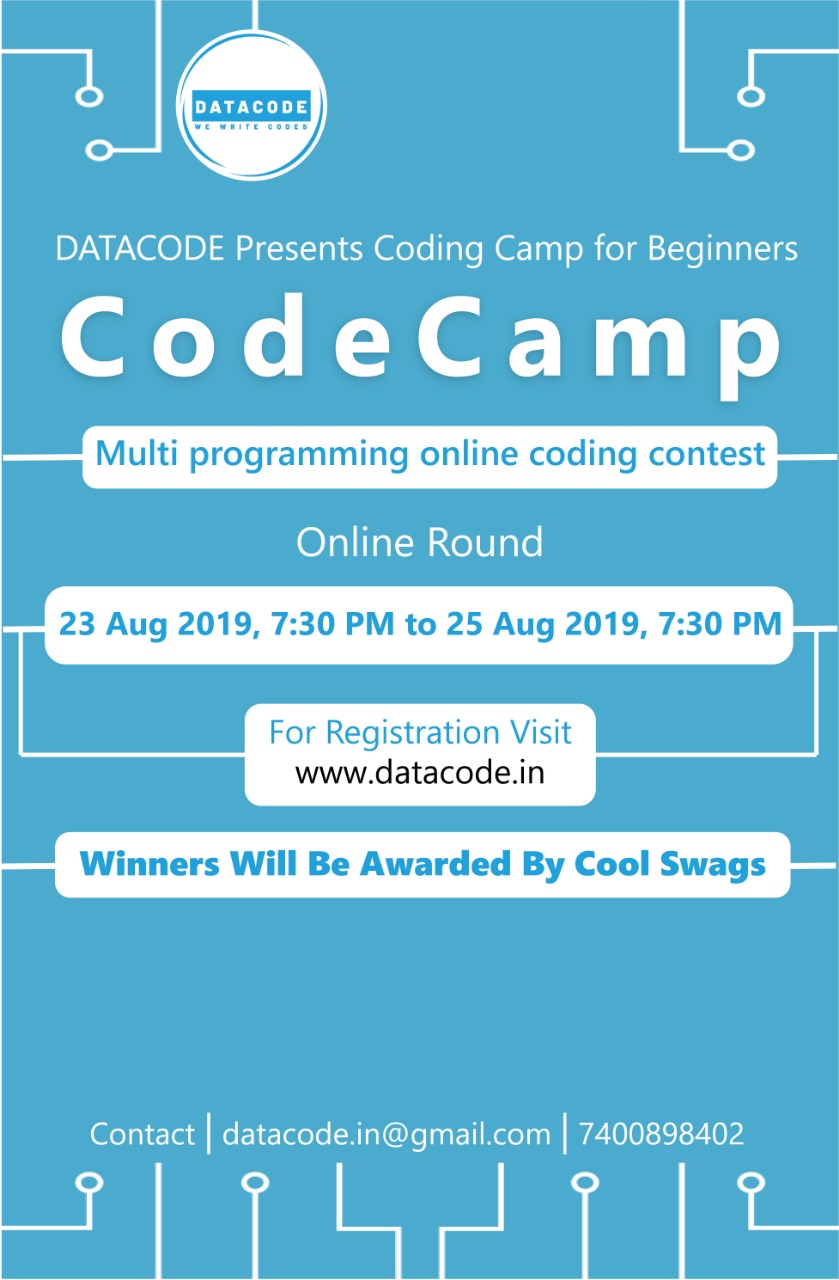 DATACODE
WE WRITE CODES
DATACODE Presents Coding Camp for Beginners
CodeCamp
Multi programming online coding contest
Online Round
23 Aug 2019, 7:30 PM to 25 Aug 2019, 7:30 PM
For Registration Visit
www.datacode.in
Winners Will Be Awarded By Cool Swags
Contact | datacode.in@gmail.com | 7400898402